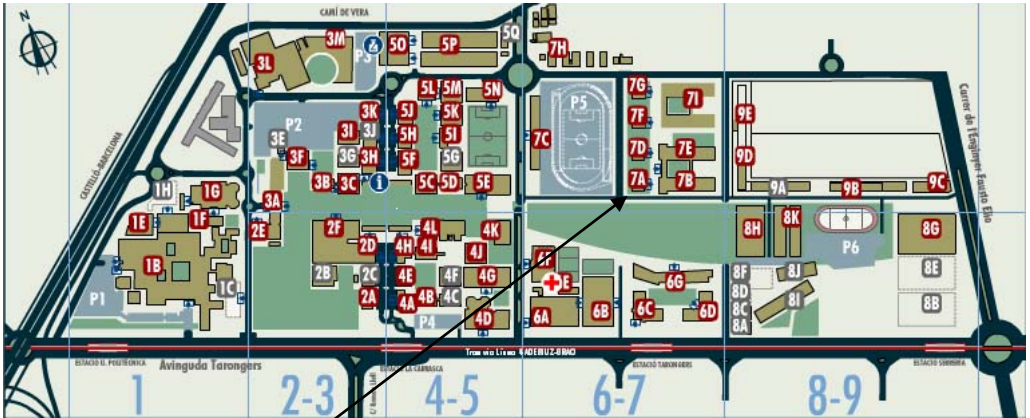 CAMÍ DE VERA
N
3M
3L
P3
5O
5P
5Q
7H
3K
5J
5L
5M
5N
P5
7G
7I
P2
3E
3F
3I
3J
5H
5K
5I
7C
7F
9E
3G
3H
5F
5G
7D
7E
9D
CASTELLÓ-BARCELONA
Carrer de l'Enginyer Fausto Elio
1H
1G
3B
3C
i
5C
5D
5E
7A
7B
9A
9B
9C
1E
1F
3A
2E
2F
2D
4H
4L
4I
4K
4J
6F
8H
8K
P6
8G
1B
1C
2B
2C
4E
4F
4G
E
6G
8F
8J
8E
P1
2A
4A
4B
4C
4D
P4
6A
6B
6C
6D
8D
8C
8A
8I
8B
ESTACIÓ U. POLITÈCNICA
Avinguda Tarongers
ESTACIÓ TARONGERS
1
2-3
4-5
6-7
8-9